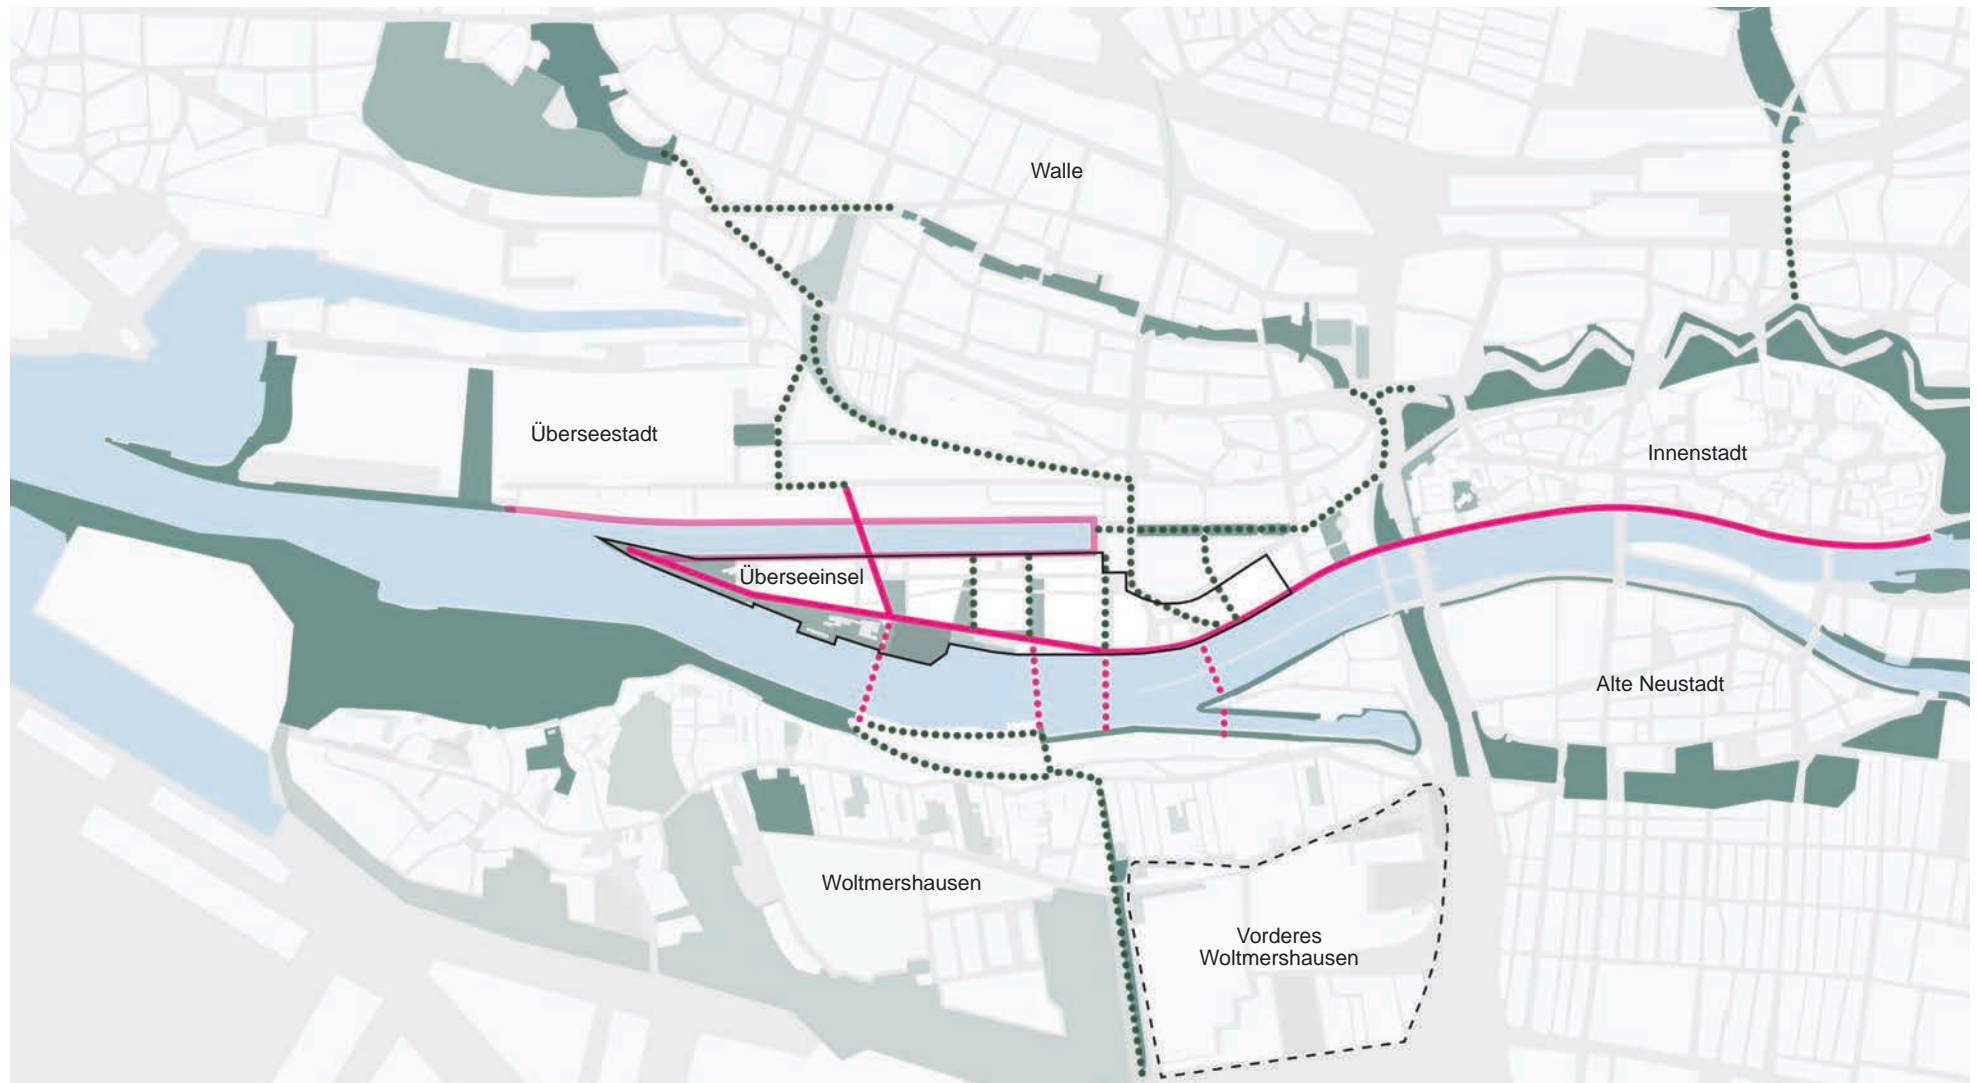 Walle
Überseestadt
Innenstadt
Überseeinsel
Alte Neustadt
Woltmershausen
Vorderes
Woltmershausen